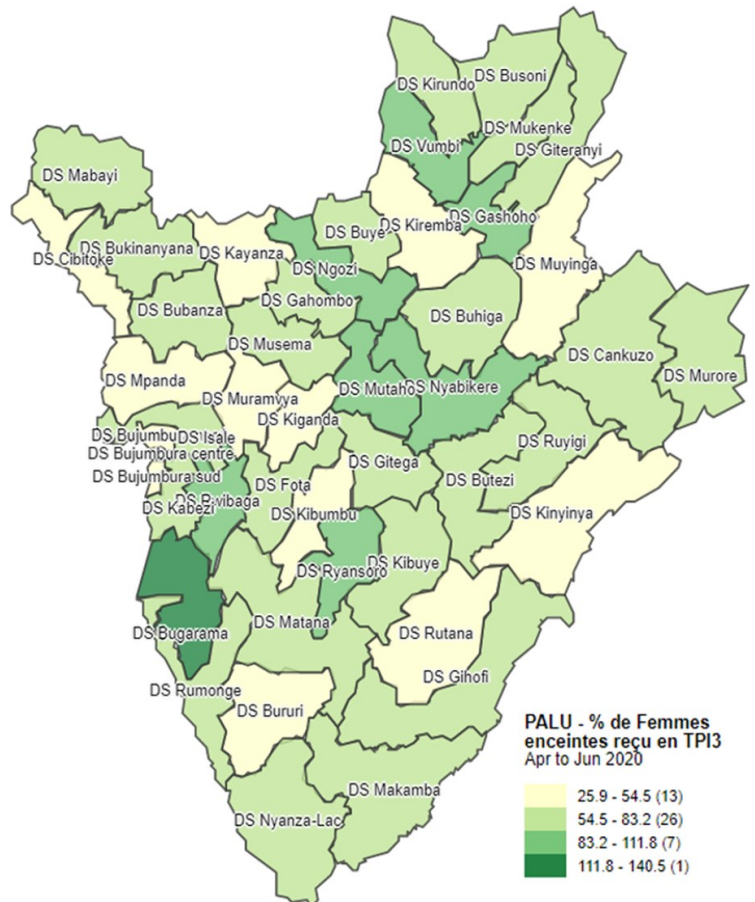 DS Kirundo
DS Busoni
DS Mukenke
DS Vumbi
DS Giteranyi
DS Mabayi
DS Gashoho
DS Buye
DS Kiremba
DS Bukinanyana
DS Kayanza
DS Cibitoke
DS Muyinga
DS Ngozi
DS Gahombo
DS Bubanza
DS Buhiga
DS Musema
DS Cankuzo
DS Murore
DS Mpanda
DS Mutaho
DS Nyabikere
DS Muramvya
DS Kiganda
DS Isale
DS Ruyigi
DS Bujumbura centre
DS Gitega
DS Bujumbura sud
DS Fota
DS Butezi
DS Rwibaga
DS Kabezi
DS Kibumbu
DS Kinyinya
DS Kibuye
DS Ryansoro
DS Matana
DS Bugarama
DS Rutana
DS Gihofi
DS Rumonge
DS Bururi
DS Makamba
DS Nyanza-Lac
PALU - % de Femmes
enceintes reçu en TPI3
Apr to Jun 2020
25.9 - 54.5 (13)
54.5 - 83.2 (26)
83.2 - 111.8 (7)
111.8 - 140.5 (1)